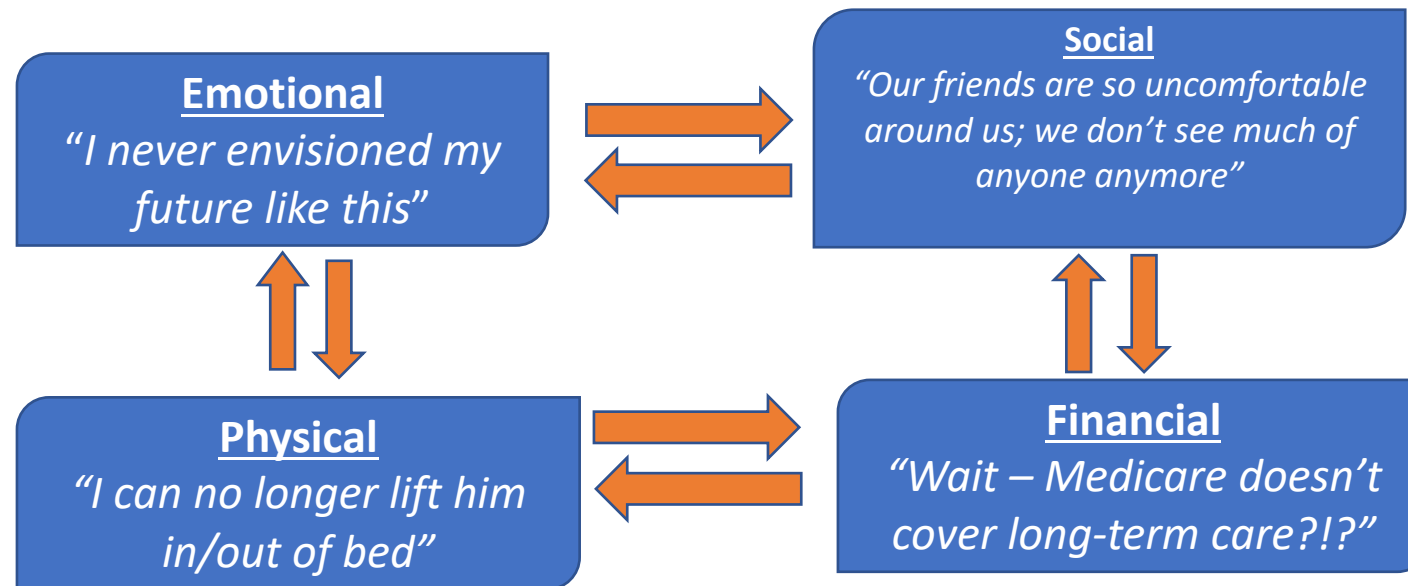 Emotional
“I never envisioned my
future like this”
Social
“Our friends are so uncomfortable
around us; we don’t see much of
anyone anymore”
Physical
“I can no longer lift him
in/out of bed”
Financial
“Wait – Medicare doesn’t
cover long-term care?!?”